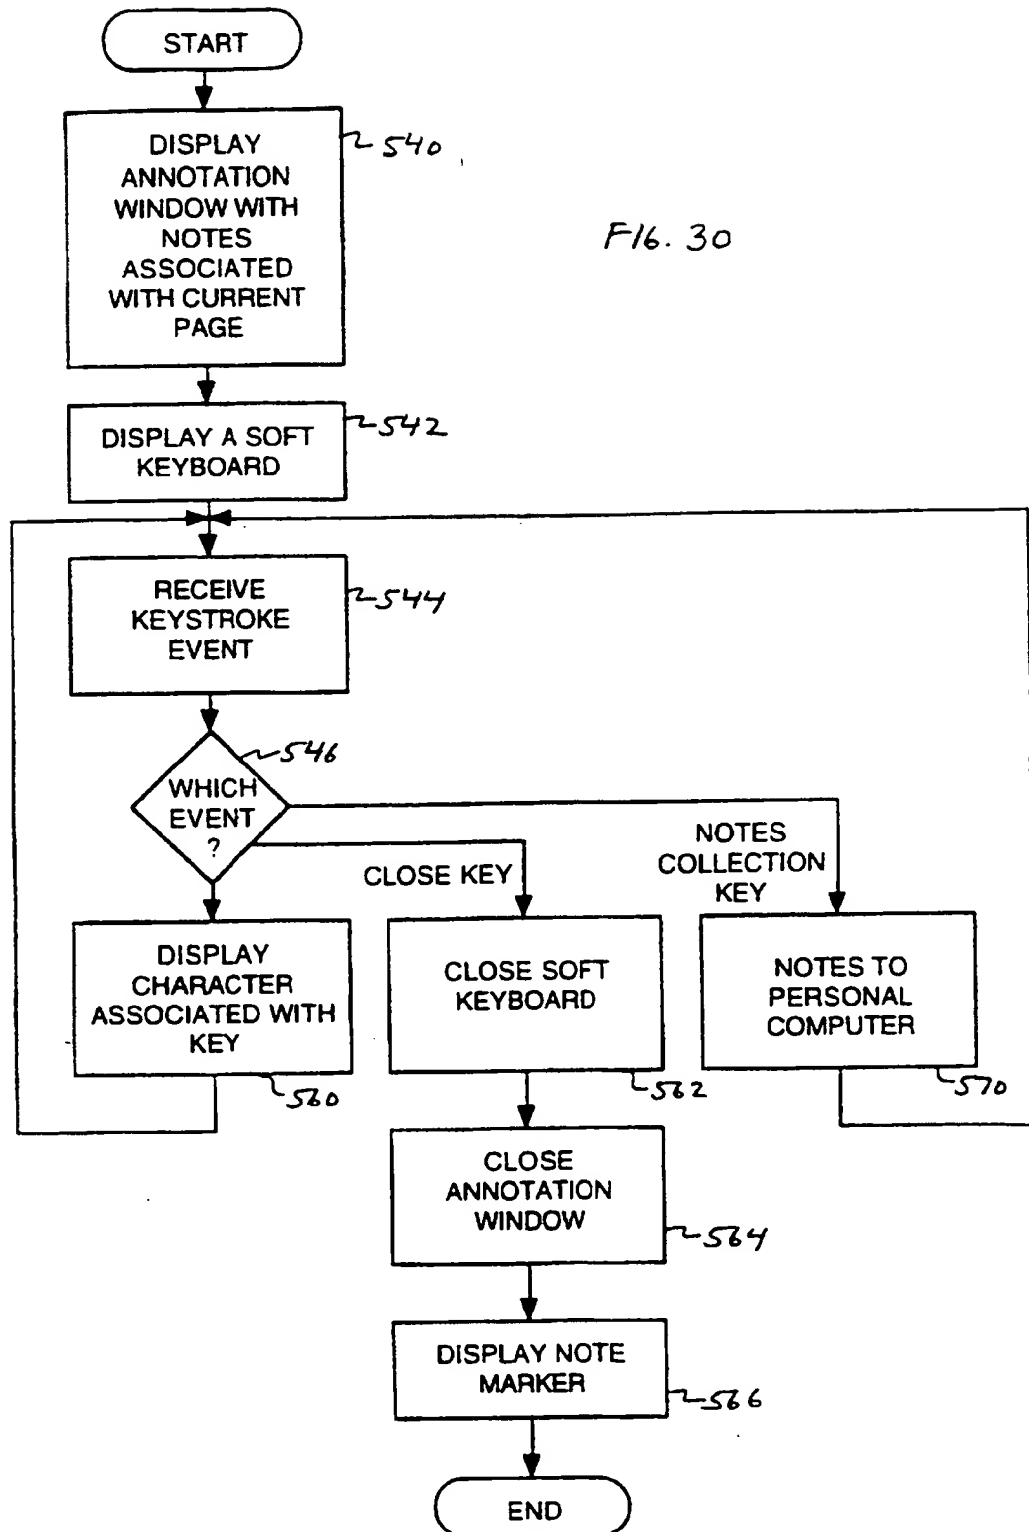 START
DISPLAY
ANNOTATION
WINDOW WITH
NOTES
ASSOCIATED
WITH CURRENT
PAGE
540
FIG. 30
DISPLAY A SOFT
KEYBOARD
542
RECEIVE
KEYSTROKE
EVENT
544
WHICH
EVENT
?
546
CLOSE KEY
NOTES
COLLECTION
KEY
DISPLAY
CHARACTER
ASSOCIATED WITH
KEY
560
CLOSE SOFT
KEYBOARD
562
NOTES TO
PERSONAL
COMPUTER
570
CLOSE
ANNOTATION
WINDOW
564
DISPLAY NOTE
MARKER
566
END